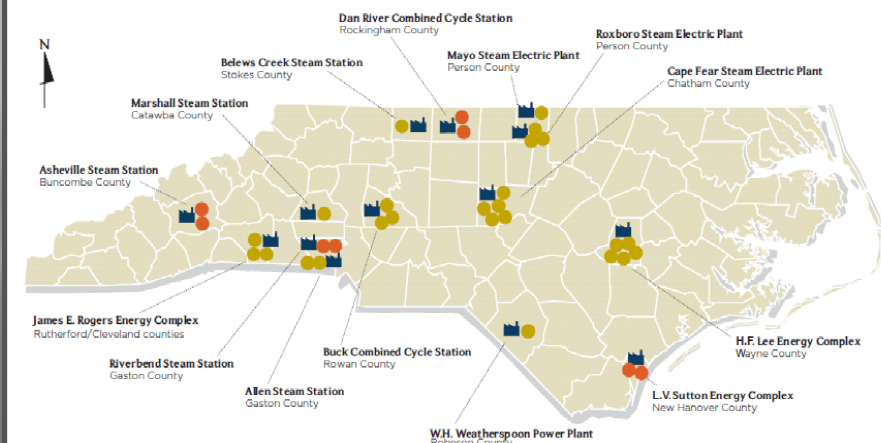 N
Dan River Combined Cycle Station
Rockingham County
Roxboro Steam Electric Plant
Person County
Mayo Steam Electric Plant
Person County
Belews Creek Steam Station
Stokes County
Cape Fear Steam Electric Plant
Chatham County
Marshall Steam Station
Catawba County
Asheville Steam Station
Buncombe County
James E. Rogers Energy Complex
Rutherford/Cleveland counties
Riverbend Steam Station
Gaston County
Buck Combined Cycle Station
Rowan County
H.F. Lee Energy Complex
Wayne County
Allen Steam Station
Gaston County
L.V. Sutton Energy Complex
New Hanover County
W.H. Weatherspoon Power Plant
Robeson County